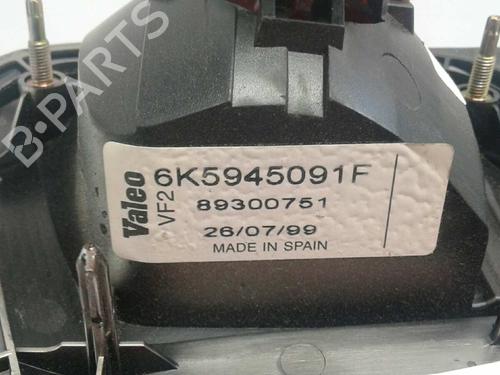 B-PARTS
Valeo
VF2
6K5945091F
89300751
26/07/99
MADE IN SPAIN